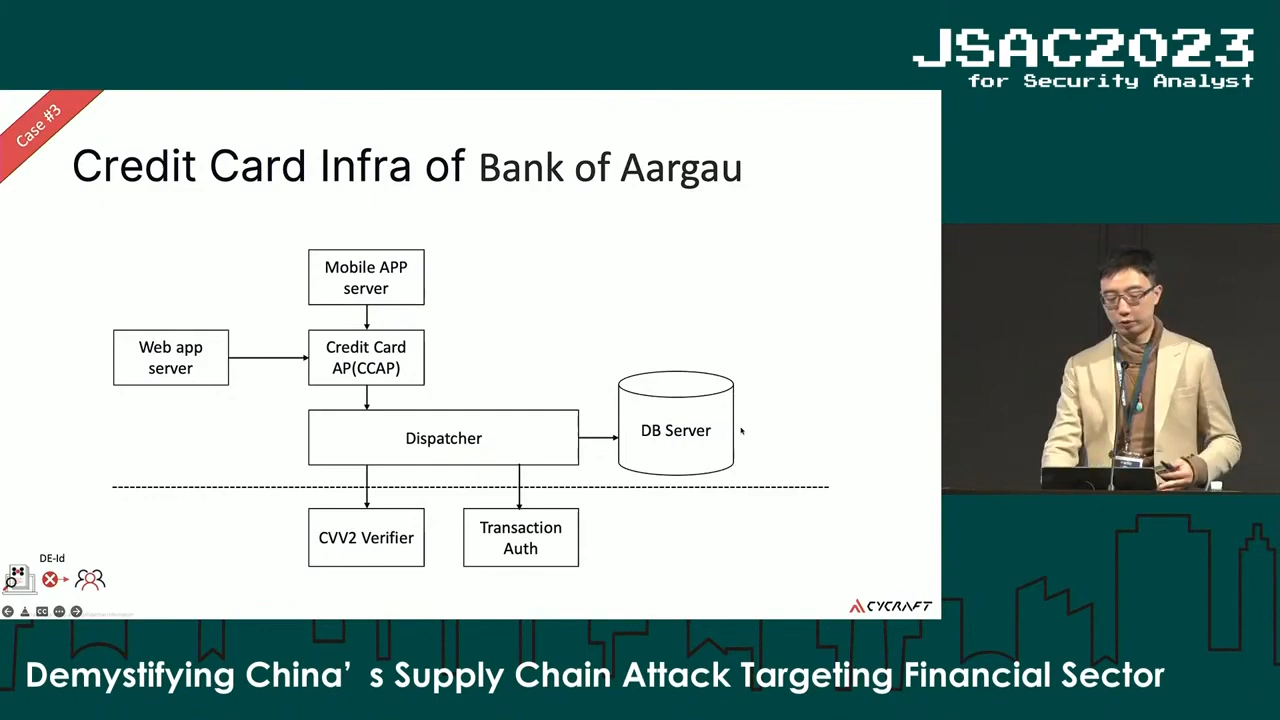 JSAC2023
for Security Analyst
Case #3
Credit Card Infra of Bank of Aargau
Mobile APP
server
Web app
server
Credit Card
AP(CCAP)
Dispatcher
DB Server
CVV2 Verifier
Transaction
Auth
DE-Id
CC
CYCRAFT
Demystifying China's Supply Chain Attack Targeting Financial Sector